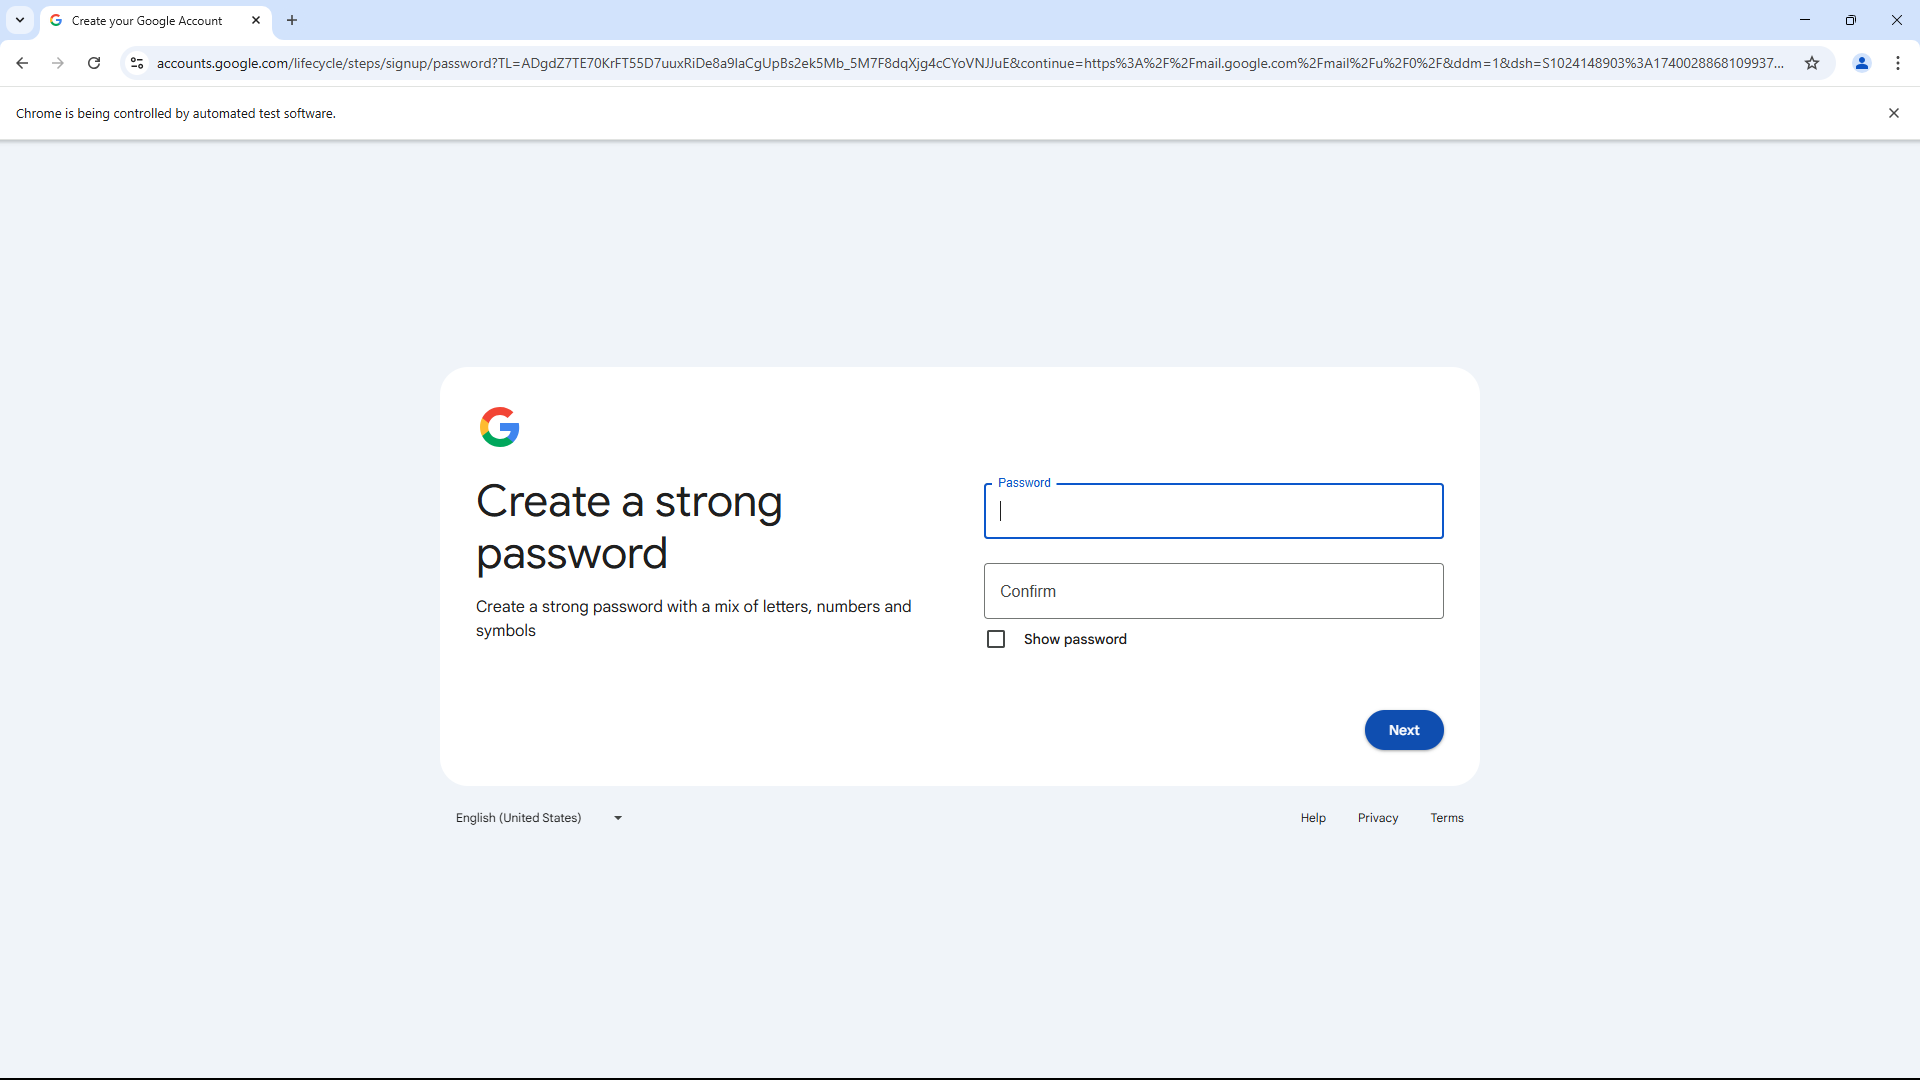 Create your Google Account
accounts.google.com/lifecycle/steps/signup/password?TL=ADgdZ7TE70KrFT55D7uuxRiDe8a9laCgUpBs2ek5Mb_5M7F8dqXjg4cCYoVNJJuE&continue=https%3A%2F%2Fmail.google.com%2Fmail%2Fu%2F0%2F&ddm=1&dsh=S1024148903%3A1740028868109937...
Chrome is being controlled by automated test software.
Create a strong
password
Create a strong password with a mix of letters, numbers and
symbols
Password
Confirm
Show password
Next
English (United States)
Help Privacy Terms